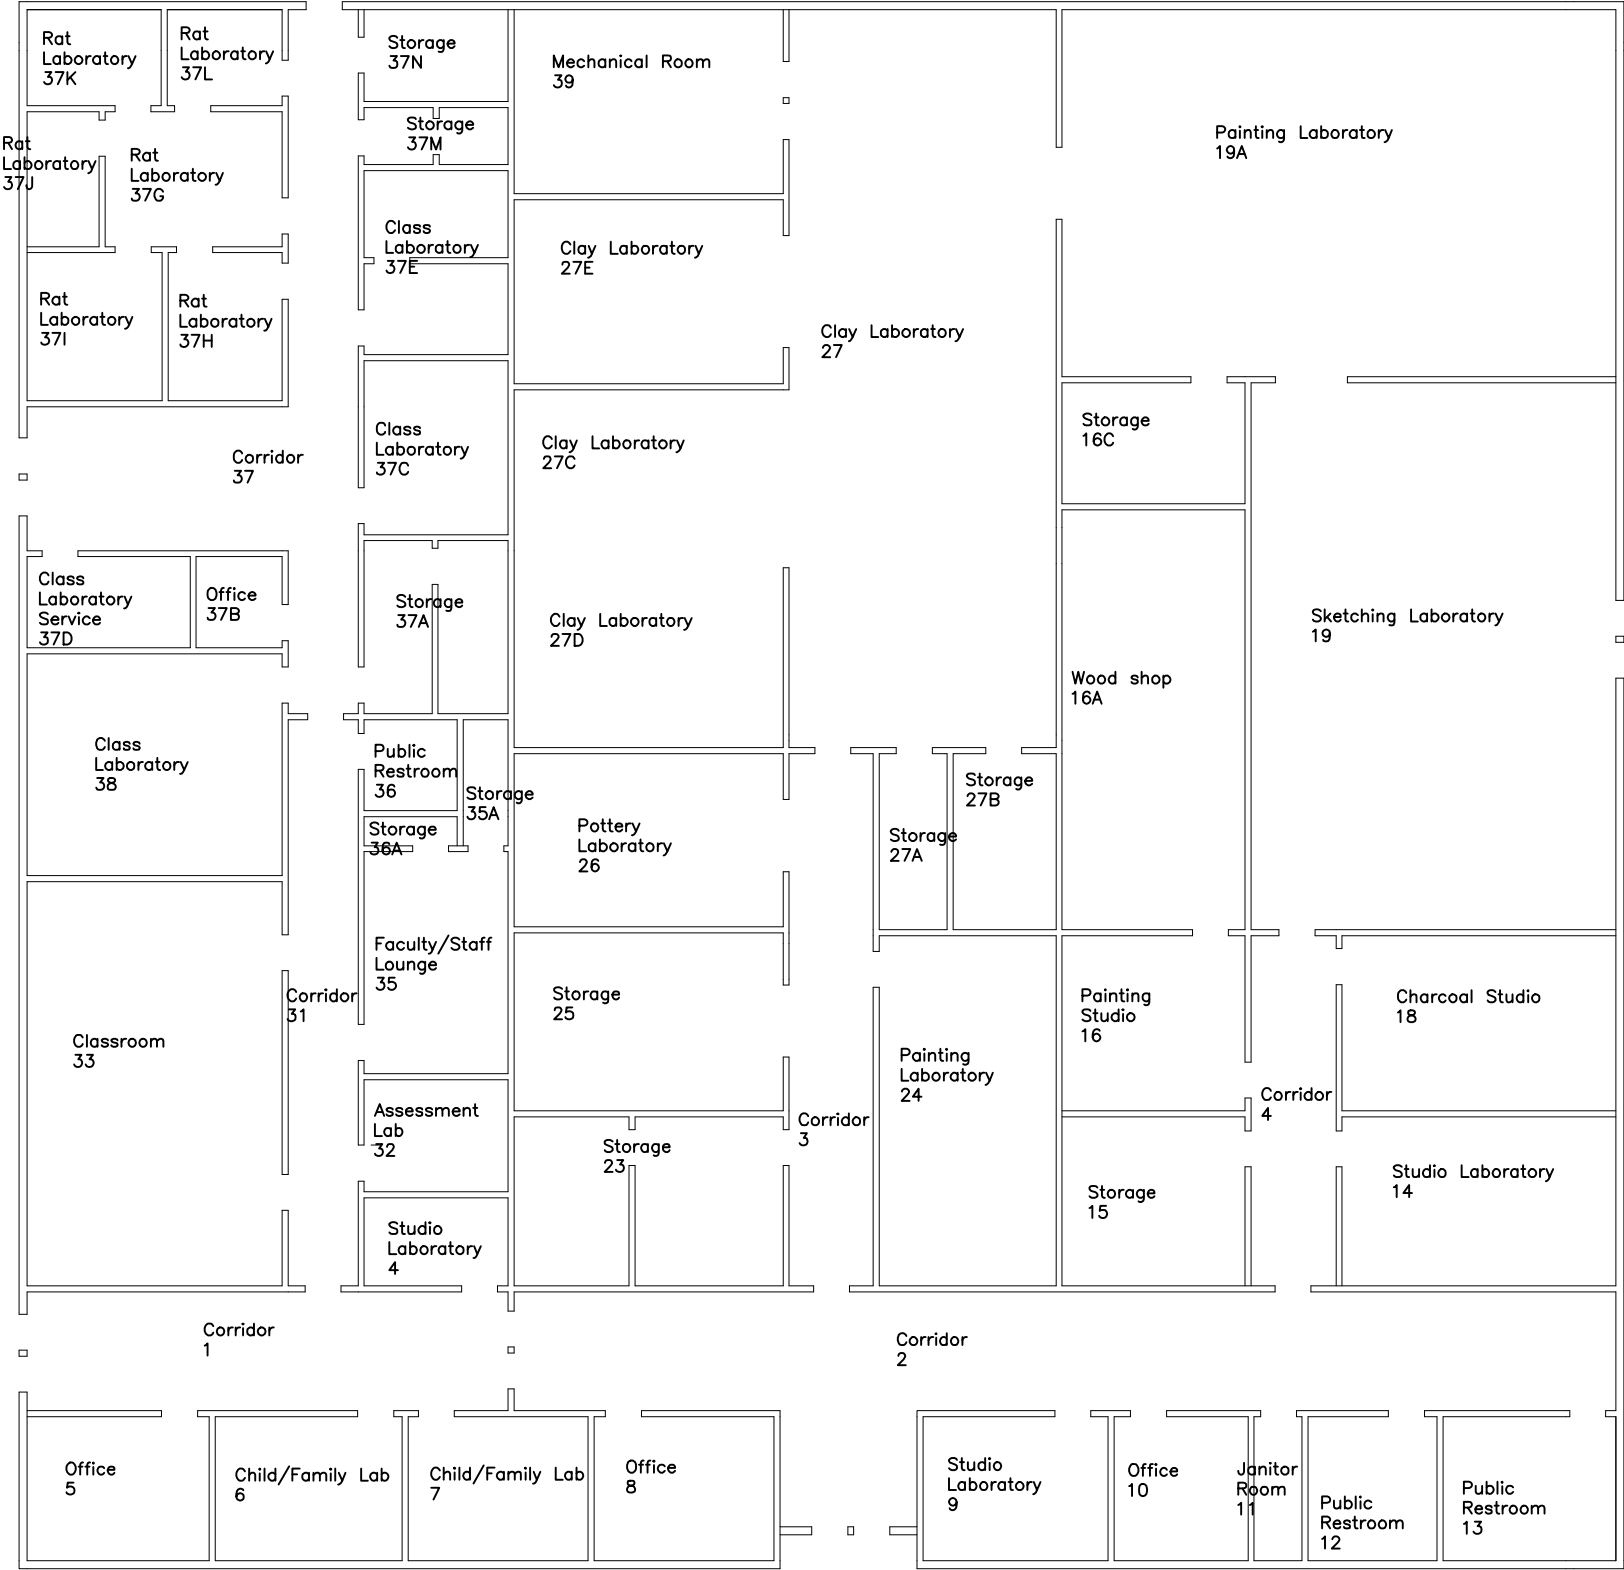 Rat
Laboratory
37K
Rat
Laboratory
37L
Storage
37N
Mechanical Room
39
Painting Laboratory
19A
Storage
37M
Rat
Laboratory
37J
Rat
Laboratory
37G
Class
Laboratory
37E
Clay Laboratory
27E
Rat
Laboratory
37I
Rat
Laboratory
37H
Clay Laboratory
27
Class
Laboratory
37C
Clay Laboratory
27C
Storage
16C
Corridor
37
Class
Laboratory
Service
37D
Office
37B
Storage
37A
Clay Laboratory
27D
Sketching Laboratory
19
Wood shop
16A
Class
Laboratory
38
Public
Restroom
36
Storage
35A
Storage
27B
Storage
36A
Pottery
Laboratory
26
Storage
27A
Faculty/Staff
Lounge
35
Corridor
31
Storage
25
Painting
Studio
16
Charcoal Studio
18
Classroom
33
Painting
Laboratory
24
Corridor
4
Assessment
Lab
32
Corridor
3
Storage
23
Studio Laboratory
14
Storage
15
Studio
Laboratory
4
Corridor
1
Corridor
2
Office
5
Child/Family Lab
6
Child/Family Lab
7
Office
8
Studio
Laboratory
9
Office
10
Janitor
Room
11
Public
Restroom
12
Public
Restroom
13